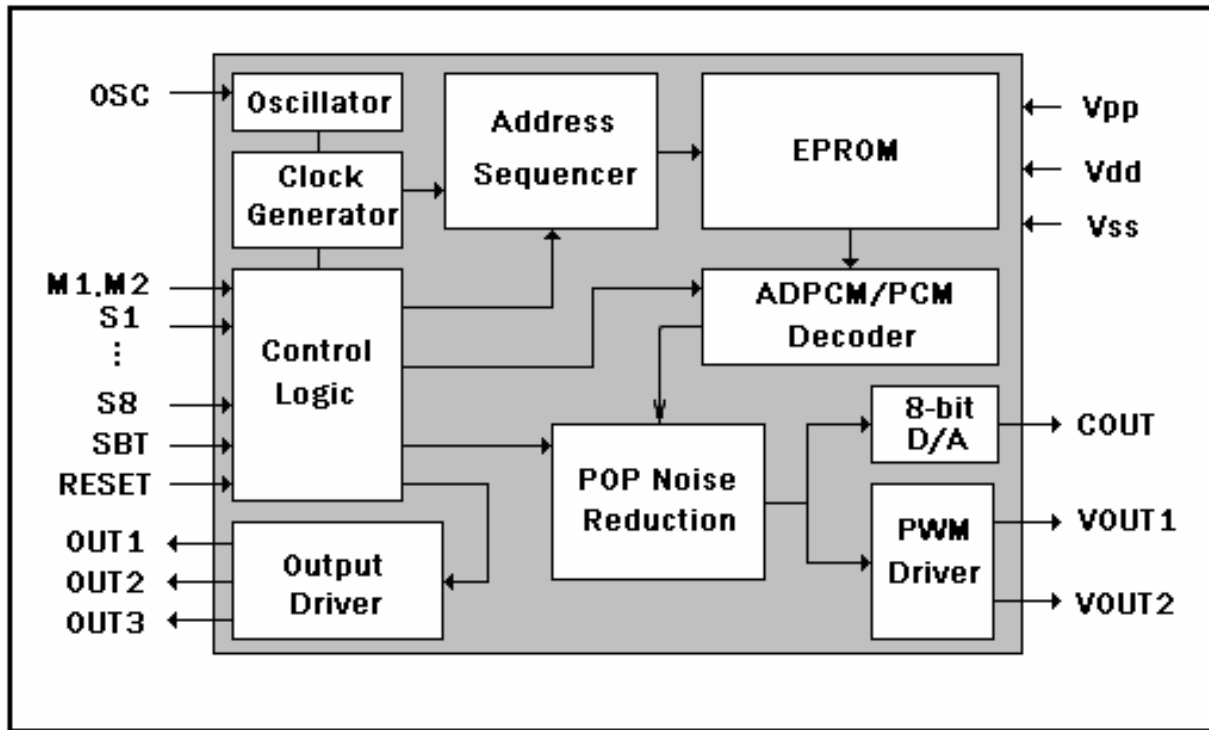 OSC
Oscillator
Clock
Generator
Address
Sequencer
EPROM
Vpp
Vdd
Vss
M1,M2
S1
⋮
S8
SBT
RESET
Control
Logic
ADPCM/PCM
Decoder
POP Noise
Reduction
8-bit
D/A
COUT
PWM
Driver
VOUT1
VOUT2
OUT1
OUT2
OUT3
Output
Driver